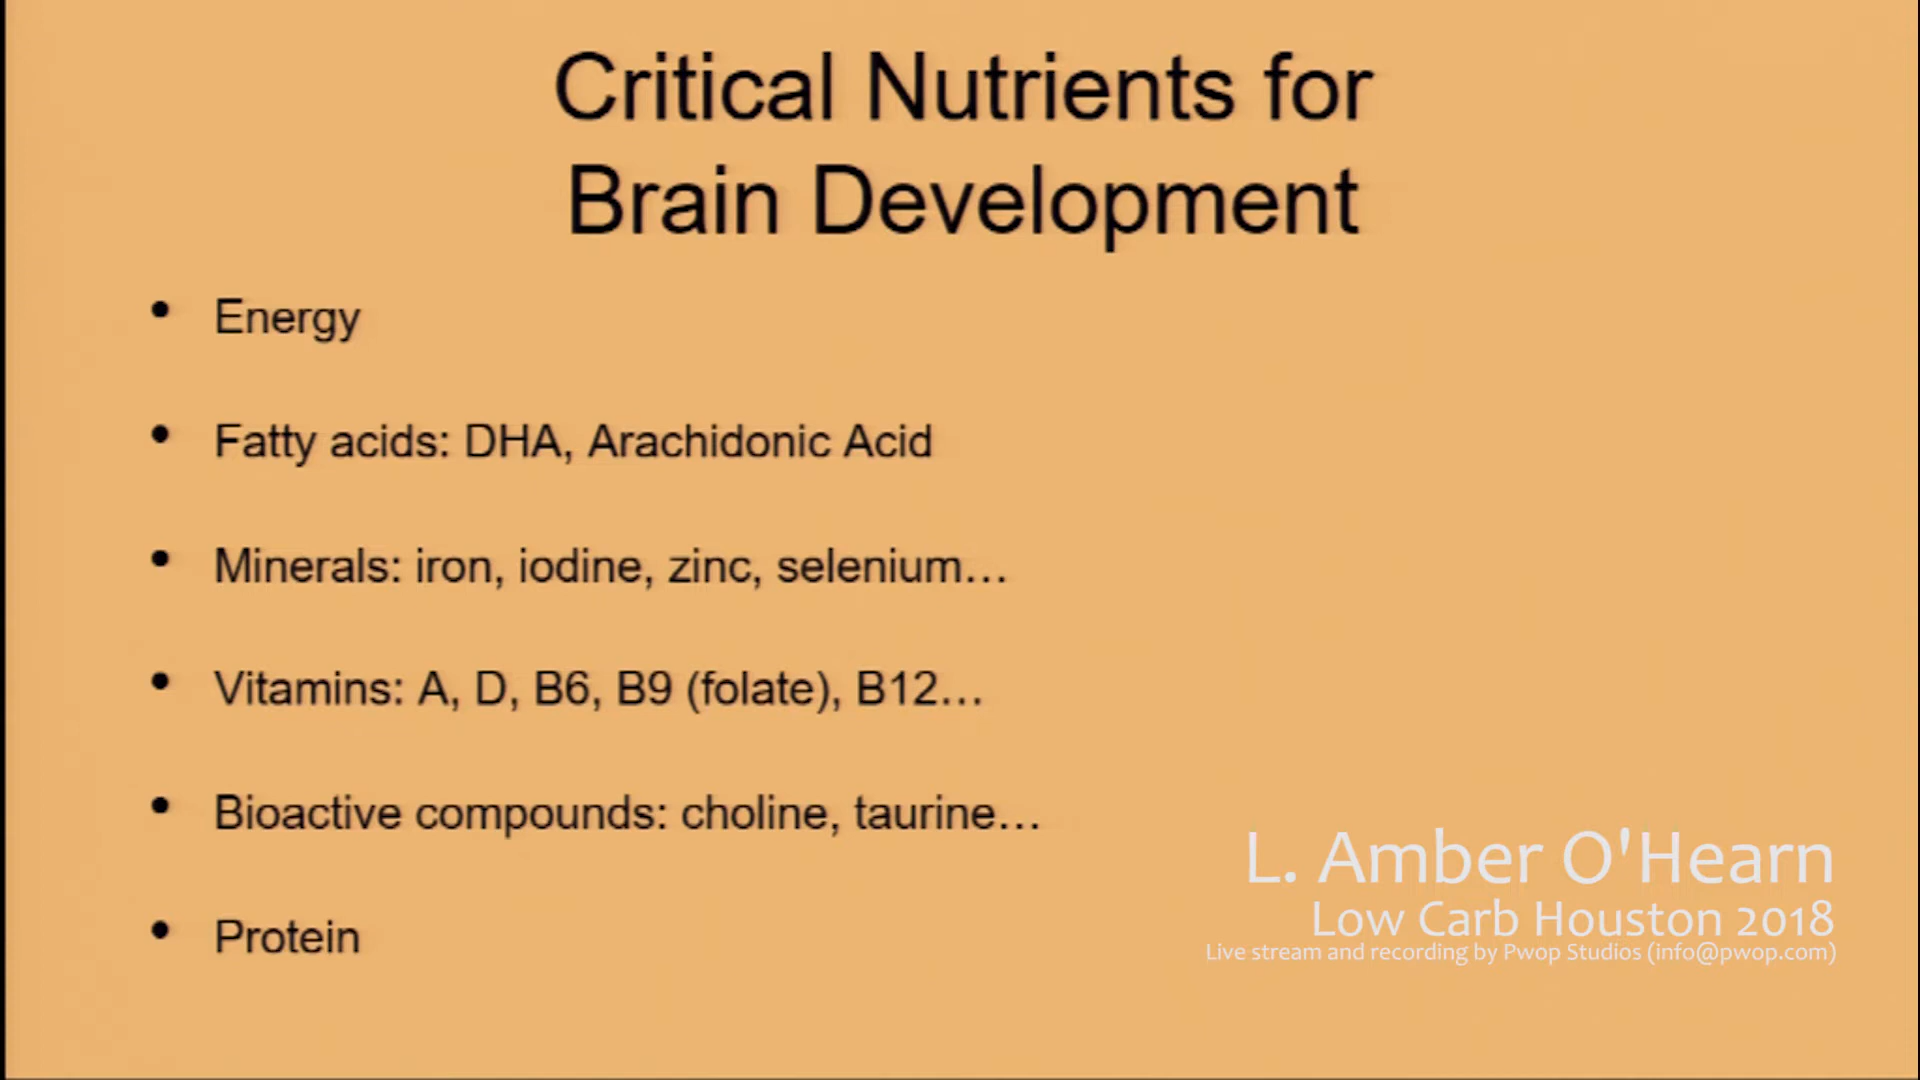 Critical Nutrients for
Brain Development
• Energy
• Fatty acids: DHA, Arachidonic Acid
• Minerals: iron, iodine, zinc, selenium…
• Vitamins: A, D, B6, B9 (folate), B12…
• Bioactive compounds: choline, taurine…
• Protein
L. Amber O'Hearn
Low Carb Houston 2018
Live stream and recording by Pwop Studios (info@pwop.com)